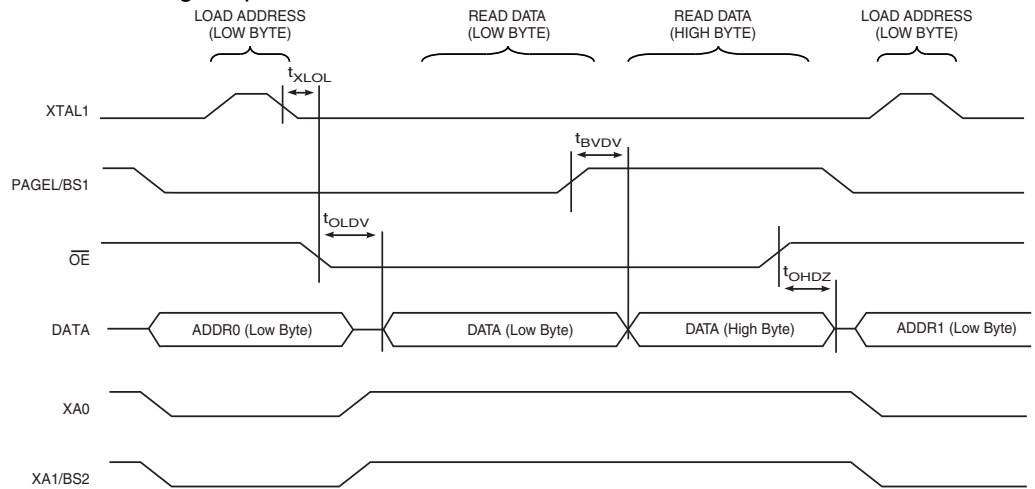 LOAD ADDRESS
(LOW BYTE)
READ DATA
(LOW BYTE)
READ DATA
(HIGH BYTE)
LOAD ADDRESS
(LOW BYTE)
tXLOL
XTAL1
tBVDV
PAGEL/BS1
tOLDV
OE
tOHDZ
DATA
ADDR0 (Low Byte)
DATA (Low Byte)
DATA (High Byte)
ADDR1 (Low Byte)
XA0
XA1/BS2